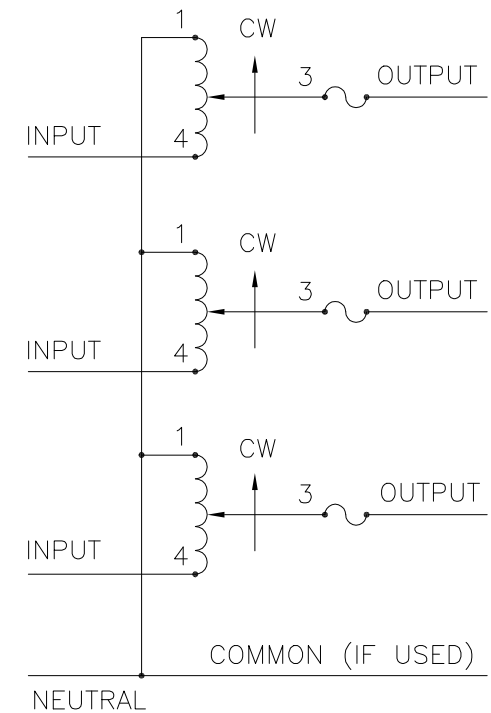 1
CW
3
OUTPUT
INPUT
4
1
CW
3
OUTPUT
INPUT
4
1
CW
3
OUTPUT
INPUT
4
COMMON (IF USED)
NEUTRAL